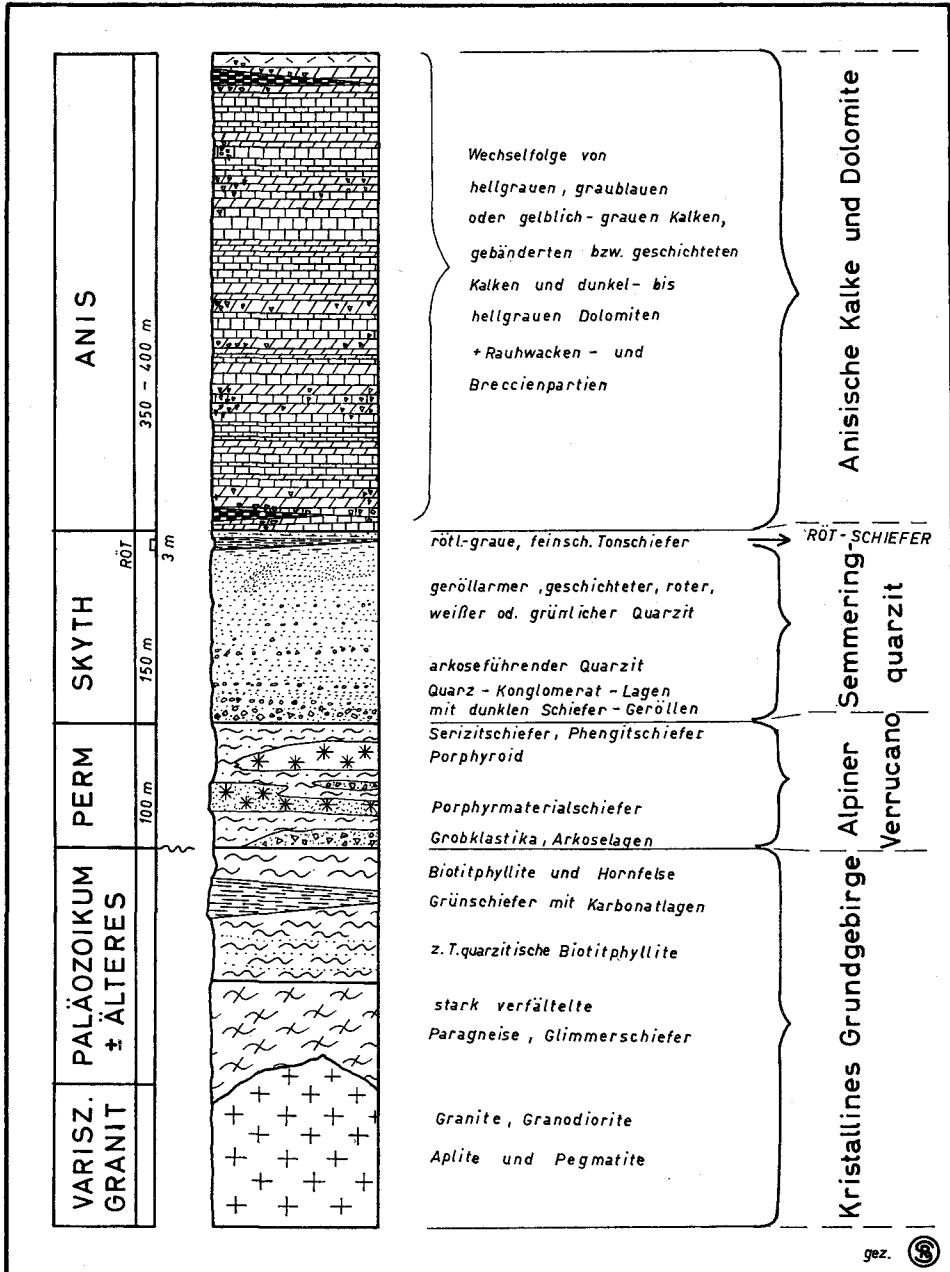 ANIS
350 - 400 m
Wechselfolge von
hellgrauen, graublauen
oder gelblich-grauen Kalken,
gebänderten bzw. geschichteten
Kalken und dunkel- bis
hellgrauen Dolomiten
+ Rauhwacken - und
Breccienpartien
Anisische Kalke und Dolomite
RÖT
3 m
rötl-graue, feinsch. Tonschiefer
RÖT-SCHIEFER
SKYTH
150 m
geröllarmer, geschichteter, roter,
weißer od. grünlicher Quarzit
arkoseführender Quarzit
Quarz - Konglomerat - Lagen
mit dunklen Schiefer - Geröllen
Semmering-
quarzit
PERM
100 m
Serizitschiefer, Phengitschiefer
Porphyroid
Porphyrmaterialschiefer
Grobklastika, Arkoselagen
Alpiner
Verrucano
PALÄOZOIKUM
± ÄLTERES
Biotitphyllite und Hornfelse
Grünschiefer mit Karbonatlagen
z.T. quarzitische Biotitphyllite
stark verfältelte
Paragneise, Glimmerschiefer
VARISZ.
GRANIT
Granite, Granodiorite
Aplite und Pegmatite
Kristallines Grundgebirge
gez.